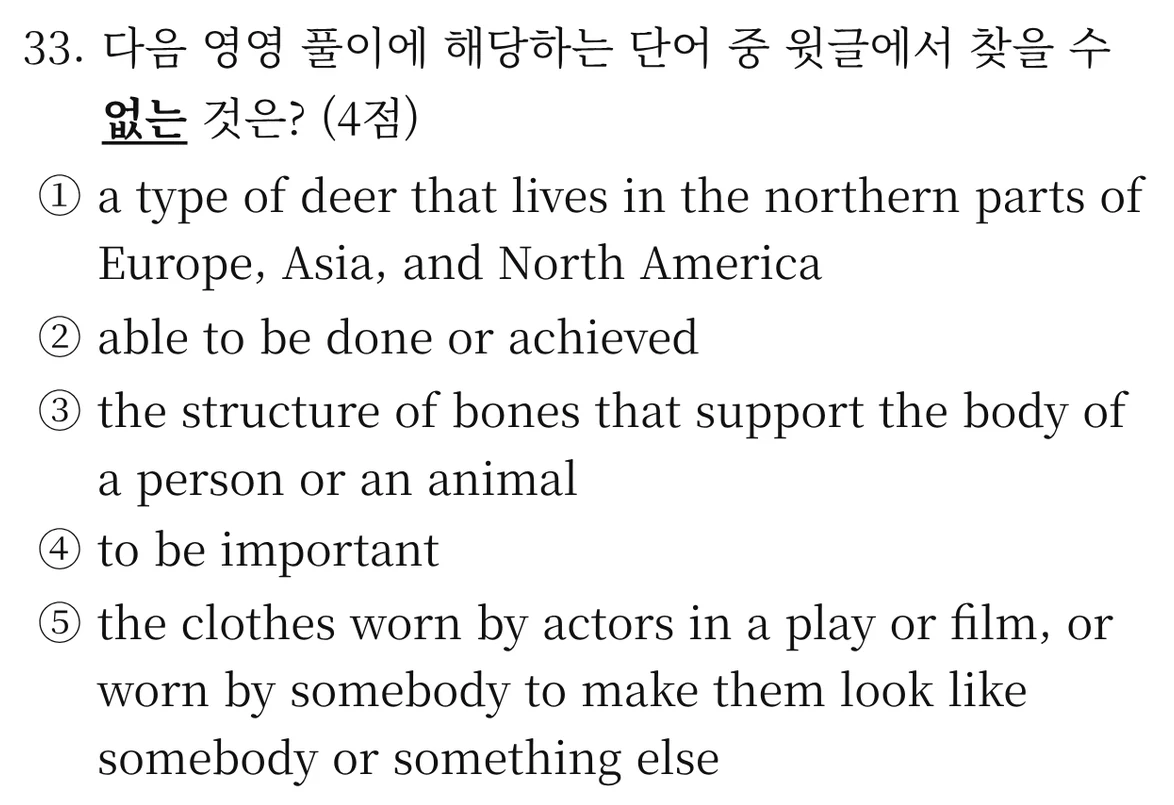 33. 다음 영영 풀이에 해당하는 단어 중 윗글에서 찾을 수
없는 것은? (4점)
① a type of deer that lives in the northern parts of
Europe, Asia, and North America
② able to be done or achieved
③ the structure of bones that support the body of
a person or an animal
④ to be important
⑤ the clothes worn by actors in a play or film, or
worn by somebody to make them look like
somebody or something else